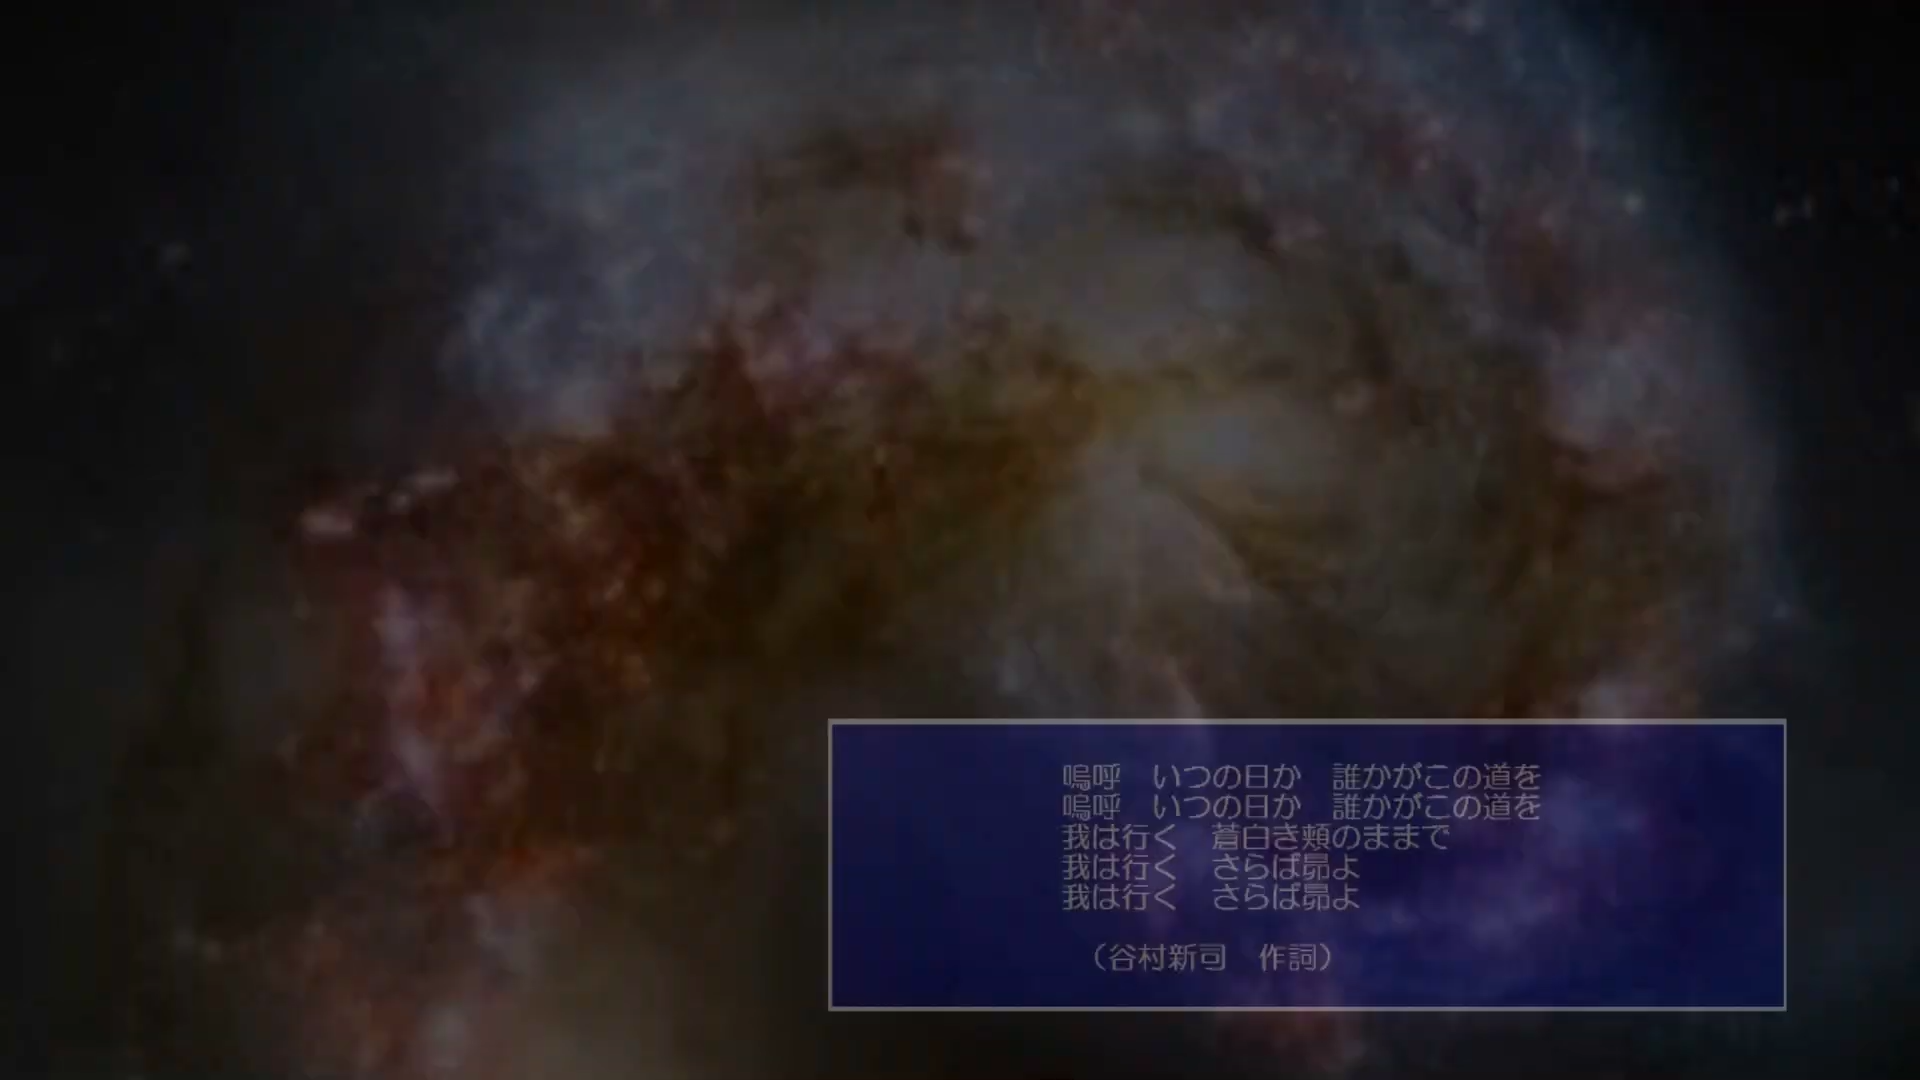 嗚呼　いつの日か　誰かがこの道を
嗚呼　いつの日か　誰かがこの道を
我は行く　蒼白き頬のままで
我は行く　さらば昴よ
我は行く　さらば昴よ
（谷村新司　作詞）